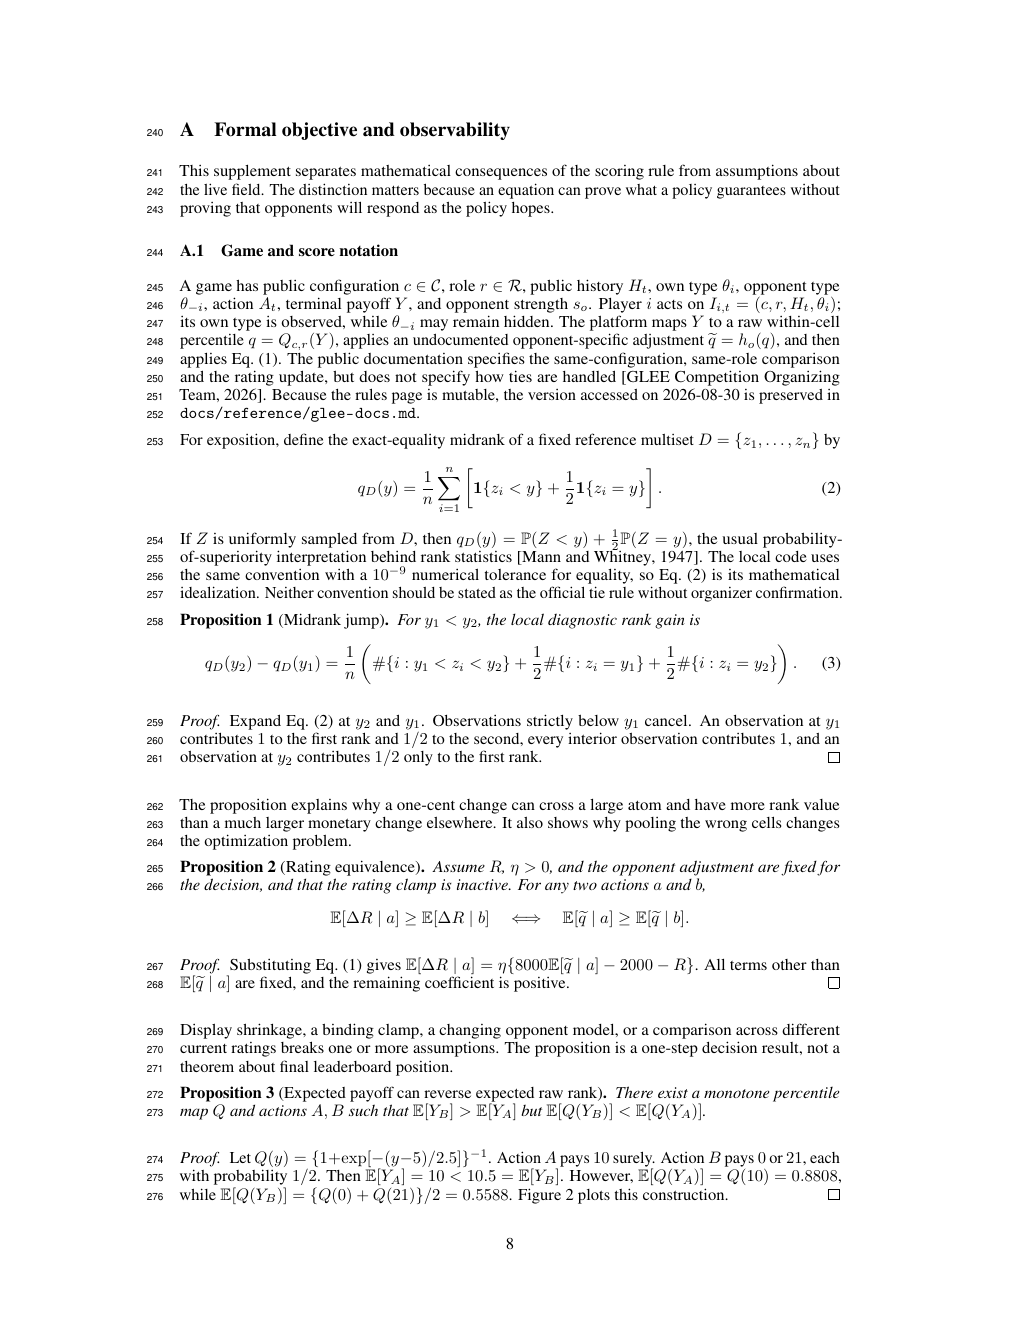 240 A Formal objective and observability
241 This supplement separates mathematical consequences of the scoring rule from assumptions about
242 the live field. The distinction matters because an equation can prove what a policy guarantees without
243 proving that opponents will respond as the policy hopes.
244 A.1 Game and score notation
245 A game has public configuration c ∈ 𝒞, role r ∈ ℛ, public history H_t, own type θ_i, opponent type
246 θ_{−i}, action A_t, terminal payoff Y, and opponent strength s_o. Player i acts on I_{i,t} = (c, r, H_t, θ_i);
247 its own type is observed, while θ_{−i} may remain hidden. The platform maps Y to a raw within-cell
248 percentile q = Q_{c,r}(Y), applies an undocumented opponent-specific adjustment q̃ = h_o(q), and then
249 applies Eq. (1). The public documentation specifies the same-configuration, same-role comparison
250 and the rating update, but does not specify how ties are handled [GLEE Competition Organizing
251 Team, 2026]. Because the rules page is mutable, the version accessed on 2026-08-30 is preserved in
252 docs/reference/glee-docs.md.
253 For exposition, define the exact-equality midrank of a fixed reference multiset D = {z_1, . . . , z_n} by
q_D(y) = \frac{1}{n} \sum_{i=1}^{n} [ 1{z_i < y} + \frac{1}{2} 1{z_i = y} ] . (2)
254 If Z is uniformly sampled from D, then q_D(y) = ℙ(Z < y) + ½ℙ(Z = y), the usual probability-
255 of-superiority interpretation behind rank statistics [Mann and Whitney, 1947]. The local code uses
256 the same convention with a 10^{−9} numerical tolerance for equality, so Eq. (2) is its mathematical
257 idealization. Neither convention should be stated as the official tie rule without organizer confirmation.
258 Proposition 1 (Midrank jump). For y_1 < y_2, the local diagnostic rank gain is
q_D(y_2) − q_D(y_1) = \frac{1}{n} ( #{i : y_1 < z_i < y_2} + \frac{1}{2} #{i : z_i = y_1} + \frac{1}{2} #{i : z_i = y_2} ) . (3)
259 Proof. Expand Eq. (2) at y_2 and y_1. Observations strictly below y_1 cancel. An observation at y_1
260 contributes 1 to the first rank and 1/2 to the second, every interior observation contributes 1, and an
261 observation at y_2 contributes 1/2 only to the first rank. □
262 The proposition explains why a one-cent change can cross a large atom and have more rank value
263 than a much larger monetary change elsewhere. It also shows why pooling the wrong cells changes
264 the optimization problem.
265 Proposition 2 (Rating equivalence). Assume R, η > 0, and the opponent adjustment are fixed for
266 the decision, and that the rating clamp is inactive. For any two actions a and b,
𝔼[ΔR | a] ≥ 𝔼[ΔR | b] ⟺ 𝔼[q̃ | a] ≥ 𝔼[q̃ | b].
267 Proof. Substituting Eq. (1) gives 𝔼[ΔR | a] = η{8000𝔼[q̃ | a] − 2000 − R}. All terms other than
268 𝔼[q̃ | a] are fixed, and the remaining coefficient is positive. □
269 Display shrinkage, a binding clamp, a changing opponent model, or a comparison across different
270 current ratings breaks one or more assumptions. The proposition is a one-step decision result, not a
271 theorem about final leaderboard position.
272 Proposition 3 (Expected payoff can reverse expected raw rank). There exist a monotone percentile
273 map Q and actions A, B such that 𝔼[Y_B] > 𝔼[Y_A] but 𝔼[Q(Y_B)] < 𝔼[Q(Y_A)].
274 Proof. Let Q(y) = {1+exp[−(y−5)/2.5]}^{−1}. Action A pays 10 surely. Action B pays 0 or 21, each
275 with probability 1/2. Then 𝔼[Y_A] = 10 < 10.5 = 𝔼[Y_B]. However, 𝔼[Q(Y_A)] = Q(10) = 0.8808,
276 while 𝔼[Q(Y_B)] = {Q(0) + Q(21)}/2 = 0.5588. Figure 2 plots this construction. □
8